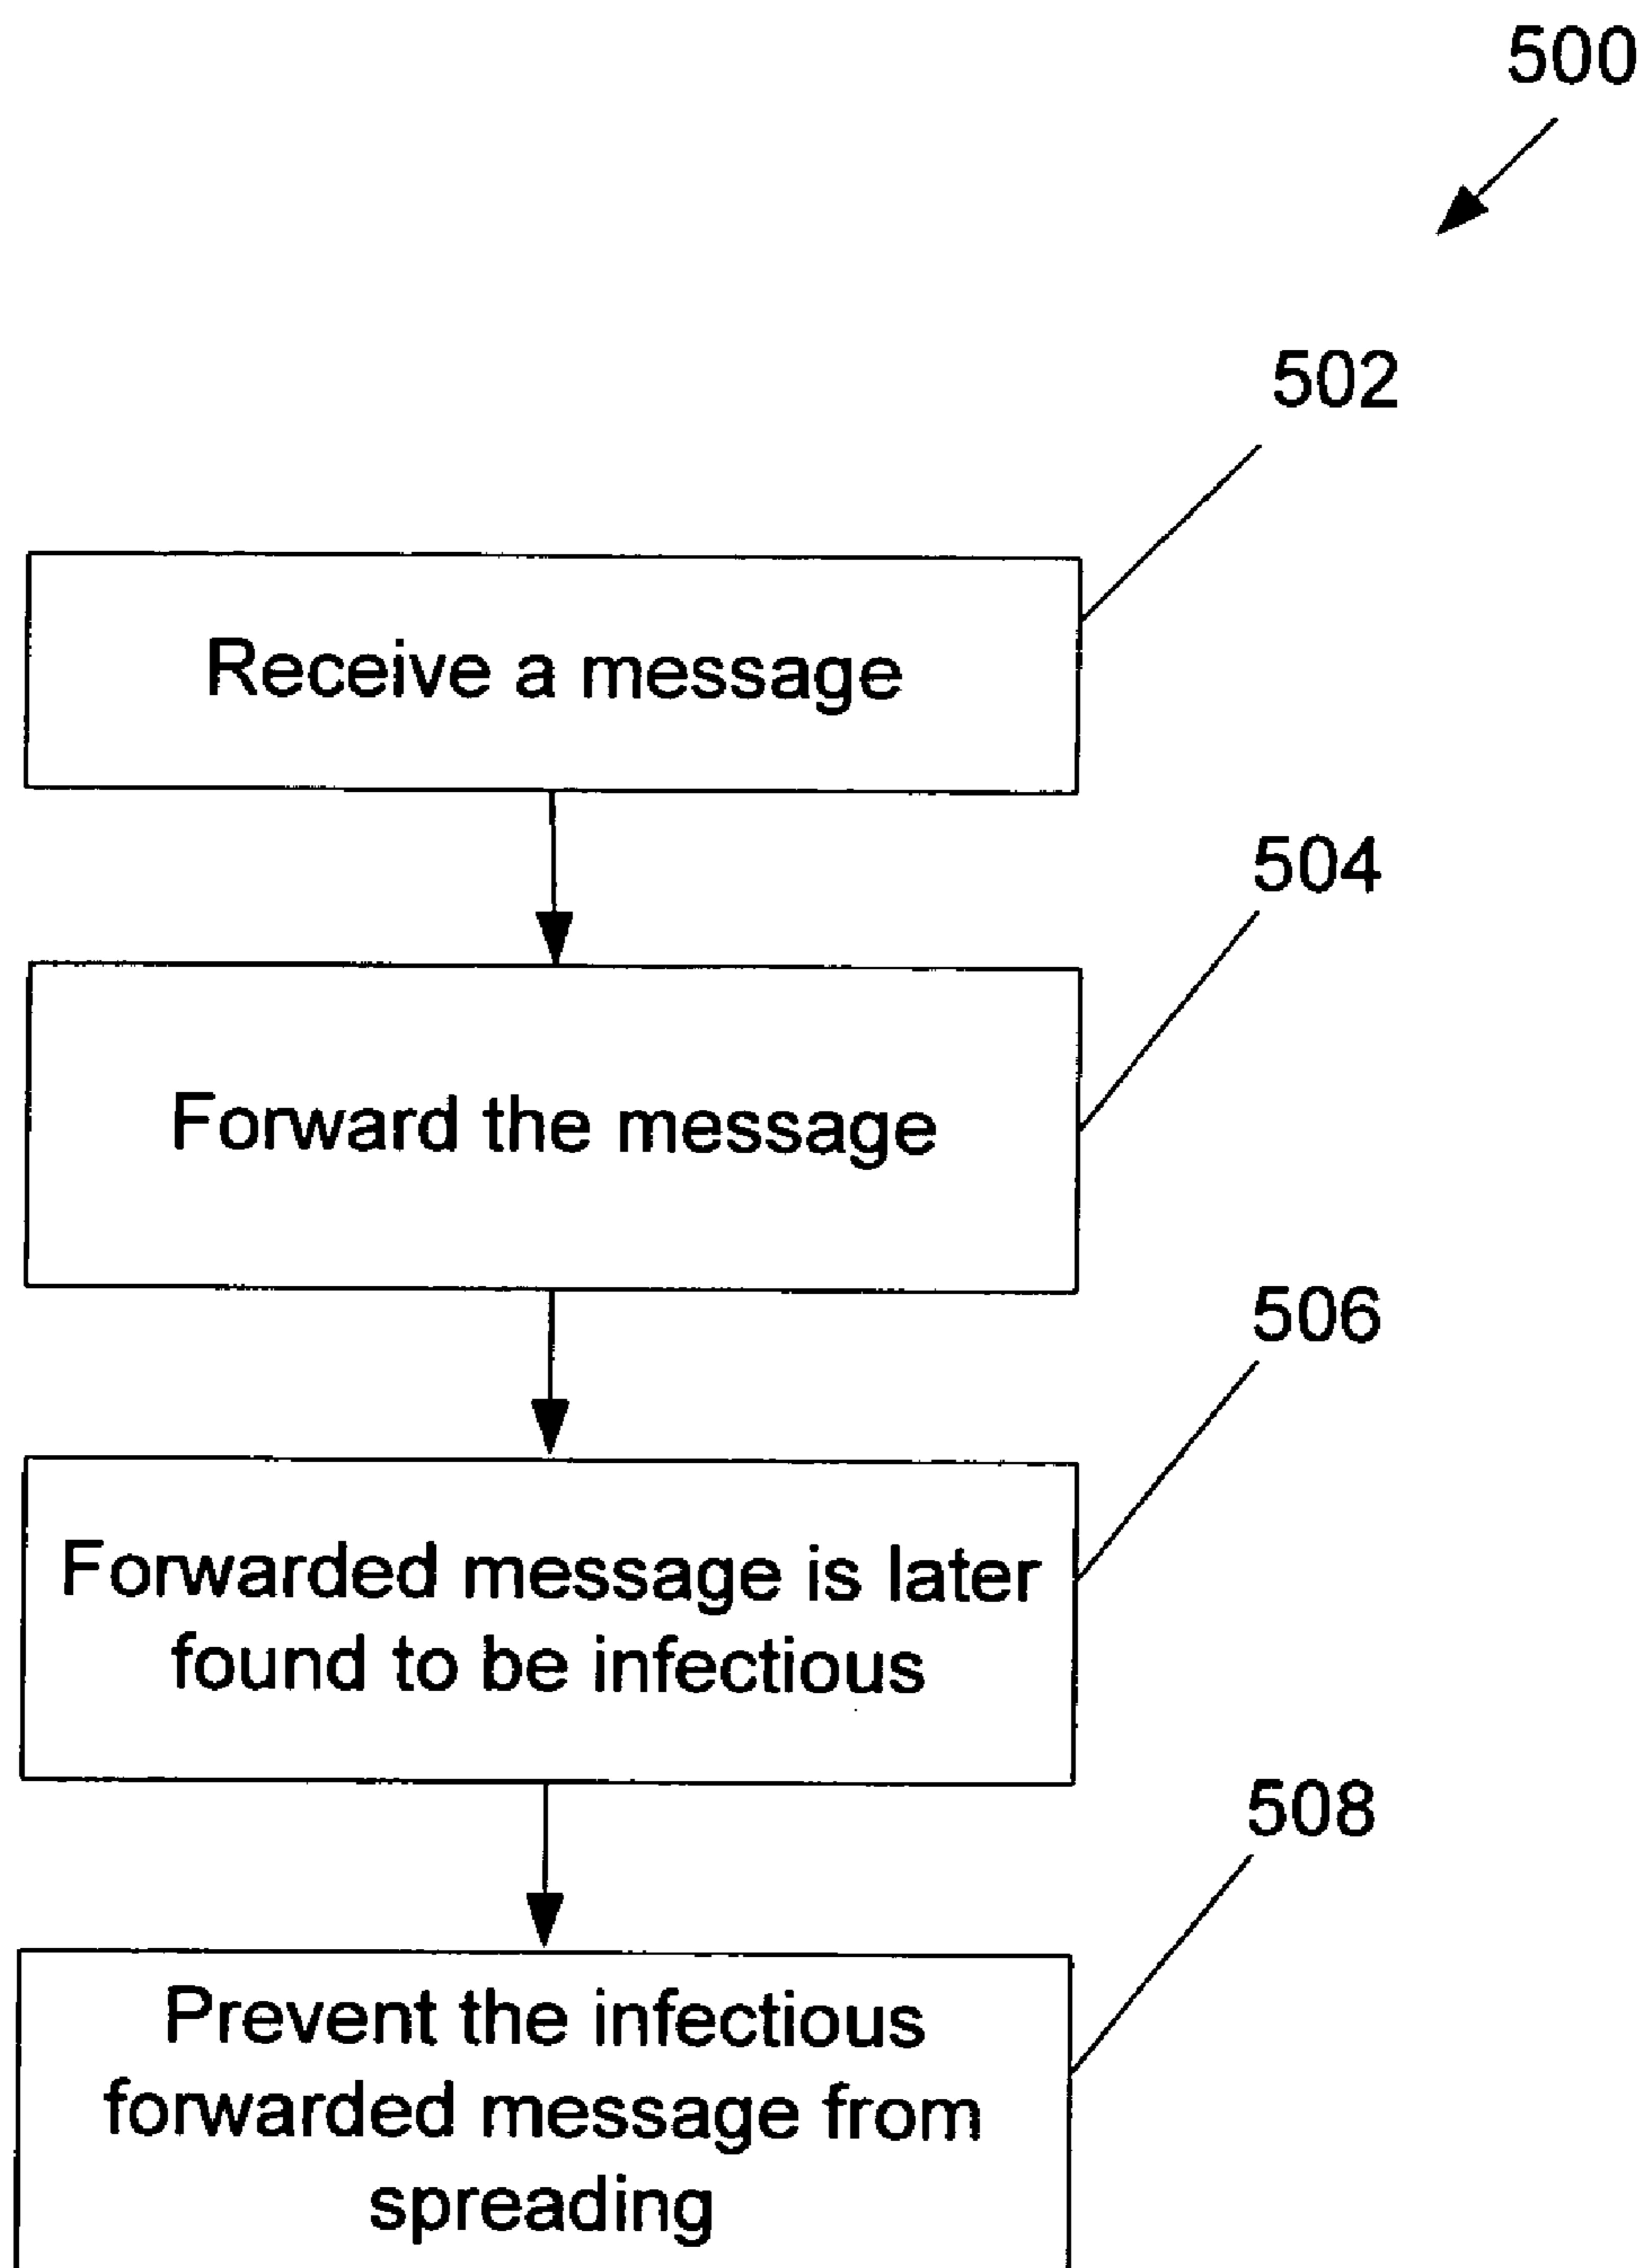 500
502
Receive a message
504
Forward the message
506
Forwarded message is later
found to be infectious
508
Prevent the infectious
forwarded message from
spreading